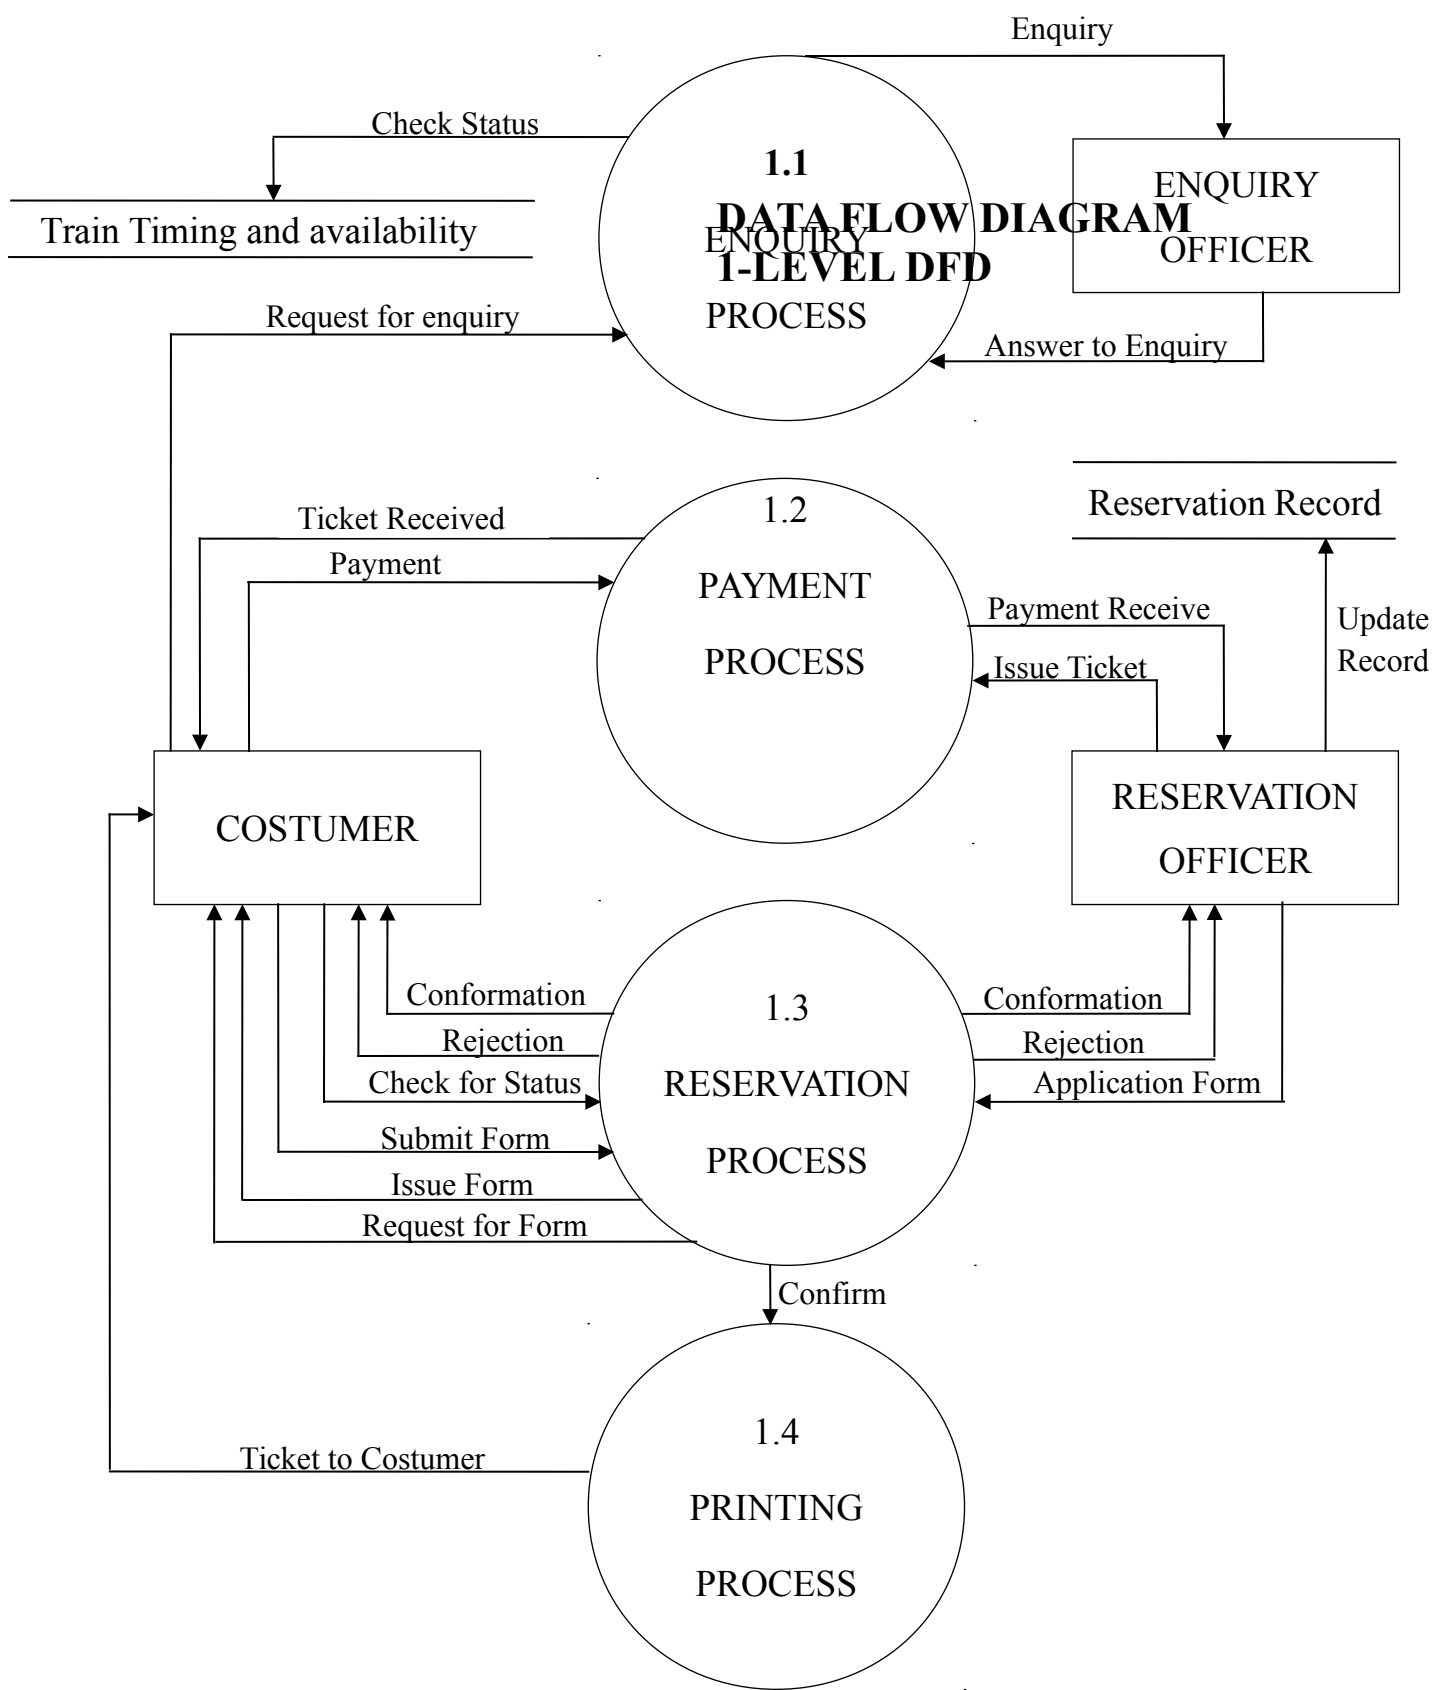 Enquiry
Check Status
1.1
ENQUIRY
PROCESS
DATA FLOW DIAGRAM
1-LEVEL DFD
ENQUIRY
OFFICER
Train Timing and availability
Request for enquiry
Answer to Enquiry
Reservation Record
1.2
PAYMENT
PROCESS
Ticket Received
Payment
Payment Receive
Issue Ticket
Update
Record
COSTUMER
RESERVATION
OFFICER
1.3
RESERVATION
PROCESS
Conformation
Rejection
Check for Status
Submit Form
Issue Form
Request for Form
Conformation
Rejection
Application Form
Confirm
1.4
PRINTING
PROCESS
Ticket to Costumer